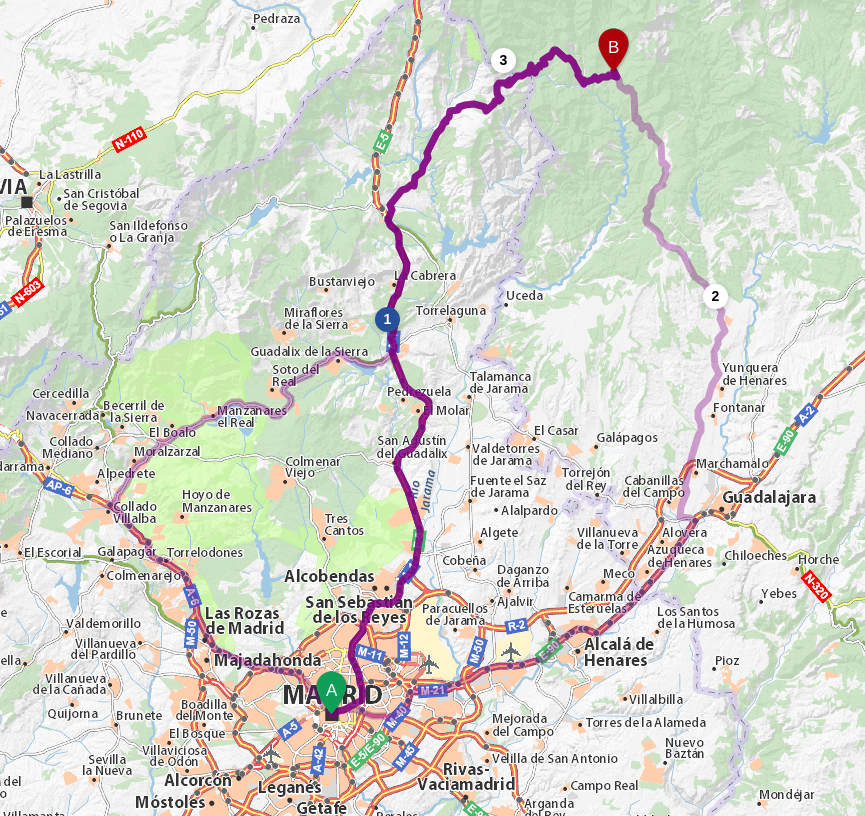 Pedraza
3
B
E-5
N-110
VIA
La Lastrilla
San Cristóbal
de Segovia
Palazuelos
de Eresma
San Ildefonso
o La Granja
N-603
La Cabrera
Bustarviejo
Uceda
2
1
Miraflores
de la Sierra
Torrelaguna
Guadalix de la Sierra
Soto del
Real
Talamanca
de Jarama
Yunquera
de Henares
Cercedilla
Navacerrada
Becerril de
la Sierra
Manzanares
el Real
Pedrezuela
El Molar
Fontanar
A-2
E-90
El Boalo
Collado
Mediano
Moralzarzal
San Agustín
del Guadalix
El Casar
Galápagos
Valdetorres
de Jarama
darrama
Alpedrete
Colmenar
Viejo
Río
Jarama
Fuente el Saz
de Jarama
Torrejón
del Rey
Cabanillas
del Campo
Marchamalo
Guadalajara
AP-6
Hoyo de
Manzanares
Collado
Villalba
Tres
Cantos
Alalpardo
Algete
Villanueva
de la Torre
Alovera
Azuqueca
de Henares
Chiloeches
Horche
El Escorial
Galapagar
Torrelodones
Colmenarejo
Cobeña
Daganzo
de Arriba
Meco
N-320
Yebes
A-6
Alcobendas
San Sebastián
de los Reyes
Ajalvir
Camarma de
Esteruelas
Los Santos
de la Humosa
Valdemorillo
Las Rozas
de Madrid
M-50
Paracuellos
de Jarama
R-2
M-12
M-11
M-50
E-90
Alcalá de
Henares
Villanueva
del Pardillo
Majadahonda
Pioz
Villanueva
de la Cañada
A
MADRID
M-21
M-40
Quijorna
Brunete
Boadilla
del Monte
El Bosque
A-5
Villalbilla
Mejorada
del Campo
Torres de la Alameda
Villaviciosa
de Odón
A-42
E-5/E-90
M-45
Velilla de San Antonio
Nuevo
Baztán
Sevilla
la Nueva
Alcorcón
Leganés
Rivas-
Vaciamadrid
Campo Real
Móstoles
Getafe
Arganda
del Rey
Mondéjar